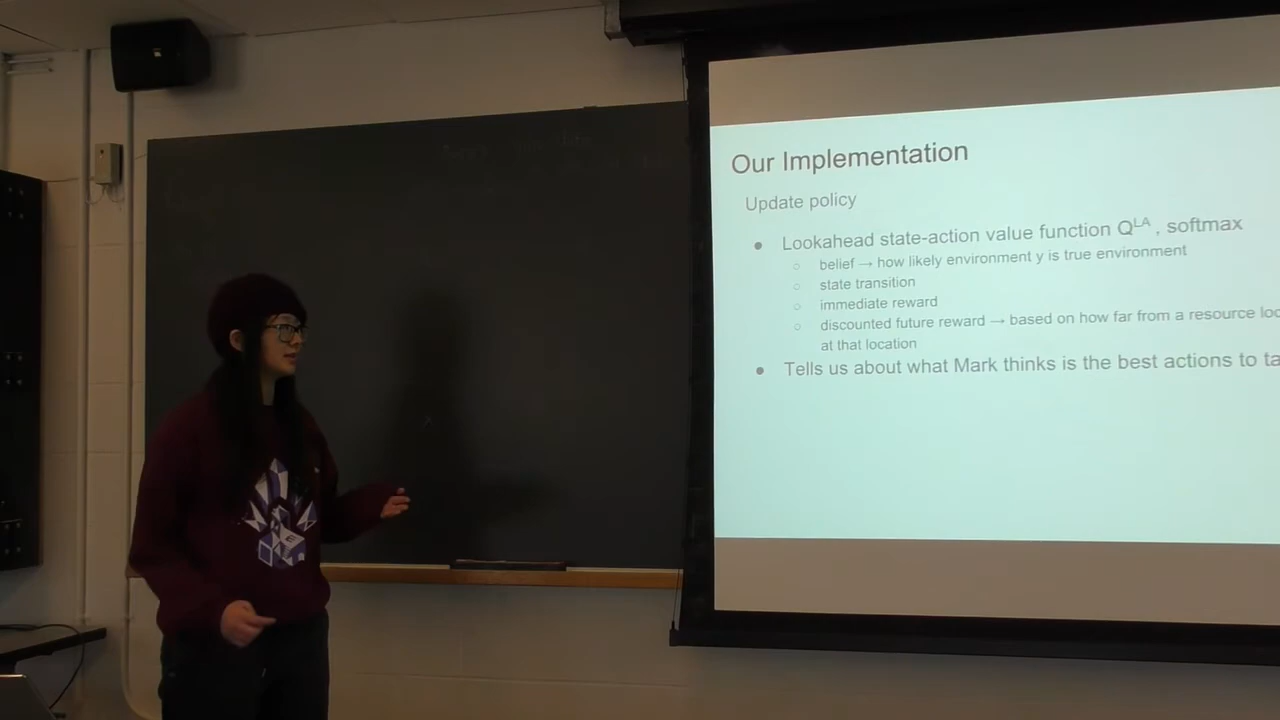 Our Implementation
Update policy
● Lookahead state-action value function Q^LA , softmax
○ belief → how likely environment y is true environment
○ state transition
○ immediate reward
○ discounted future reward → based on how far from a resource
at that location
● Tells us about what Mark thinks is the best actions to